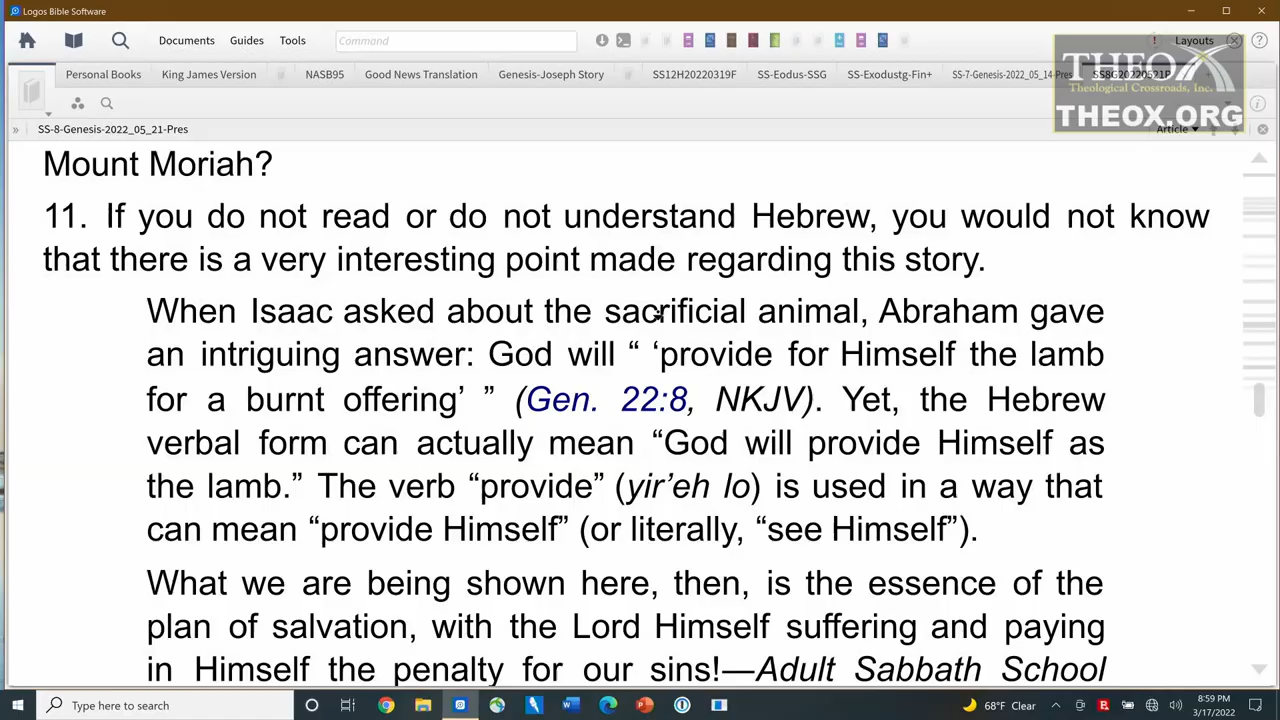 Logos Bible Software
Documents Guides Tools Command Layouts
Personal Books King James Version NASB95 Good News Translation Genesis-Joseph Story SS12H20220319F SS-Eodus-SSG SS-Exodustg-Fin+ SS-7-Genesis-2022_05_14-Pres SS8G20220521P
THEOX
Theological Crossroads, Inc.
THEOX.ORG
SS-8-Genesis-2022_05_21-Pres Article
Mount Moriah?
11. If you do not read or do not understand Hebrew, you would not know
that there is a very interesting point made regarding this story.
When Isaac asked about the sacrificial animal, Abraham gave
an intriguing answer: God will “ ‘provide for Himself the lamb
for a burnt offering’ ” (Gen. 22:8, NKJV). Yet, the Hebrew
verbal form can actually mean “God will provide Himself as
the lamb.” The verb “provide” (yir’eh lo) is used in a way that
can mean “provide Himself” (or literally, “see Himself”).
What we are being shown here, then, is the essence of the
plan of salvation, with the Lord Himself suffering and paying
in Himself the penalty for our sins!—Adult Sabbath School
Type here to search
68°F Clear
8:59 PM
3/17/2022